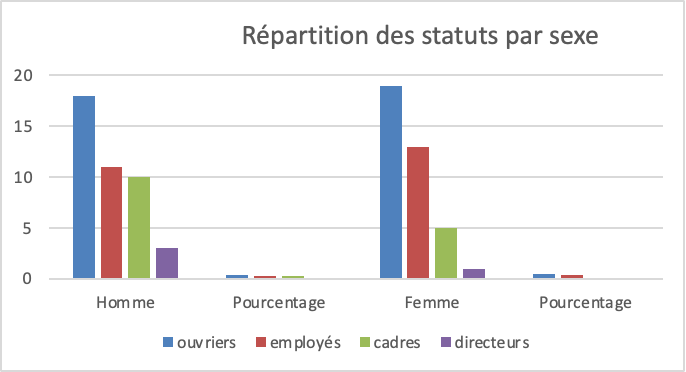 Répartition des statuts par sexe
20
15
10
5
0
Homme Pourcentage Femme Pourcentage
ouvriers employés cadres directeurs